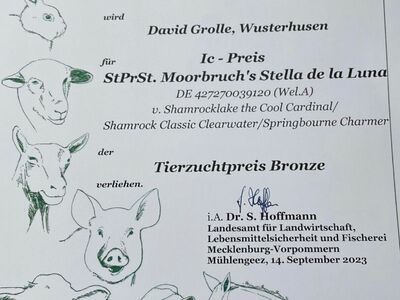 wird
David Grolle, Wusterhusen
für
Ic - Preis
StPrSt. Moorbruch's Stella de la Luna
DE 427270039120 (Wel.A)
v. Shamrocklake the Cool Cardinal/
Shamrock Classic Clearwater/Springbourne Charmer
der
Tierzuchtpreis Bronze
verliehen.
i.A. Dr. S. Hoffmann
Landesamt für Landwirtschaft,
Lebensmittelsicherheit und Fischerei
Mecklenburg-Vorpommern
Mühlengeez, 14. September 2023